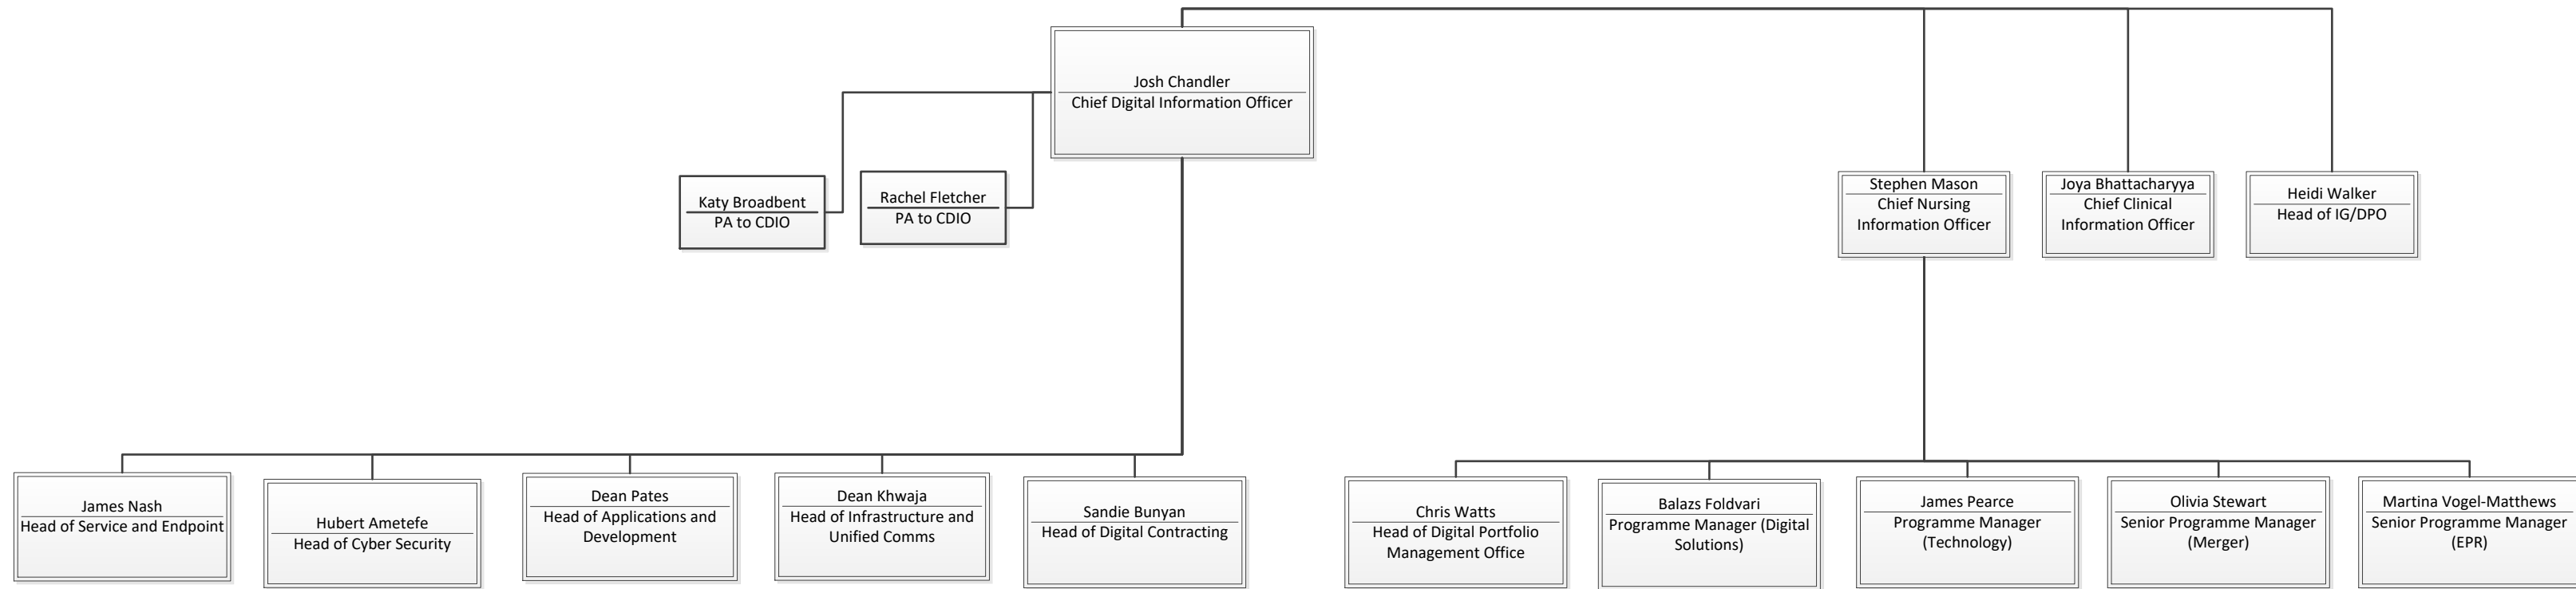 Josh Chandler
Chief Digital Information Officer
Katy Broadbent
PA to CDIO
Rachel Fletcher
PA to CDIO
Stephen Mason
Chief Nursing
Information Officer
Joya Bhattacharyya
Chief Clinical
Information Officer
Heidi Walker
Head of IG/DPO
James Nash
Head of Service and Endpoint
Hubert Ametefe
Head of Cyber Security
Dean Pates
Head of Applications and
Development
Dean Khwaja
Head of Infrastructure and
Unified Comms
Sandie Bunyan
Head of Digital Contracting
Chris Watts
Head of Digital Portfolio
Management Office
Balazs Foldvari
Programme Manager (Digital
Solutions)
James Pearce
Programme Manager
(Technology)
Olivia Stewart
Senior Programme Manager
(Merger)
Martina Vogel-Matthews
Senior Programme Manager
(EPR)